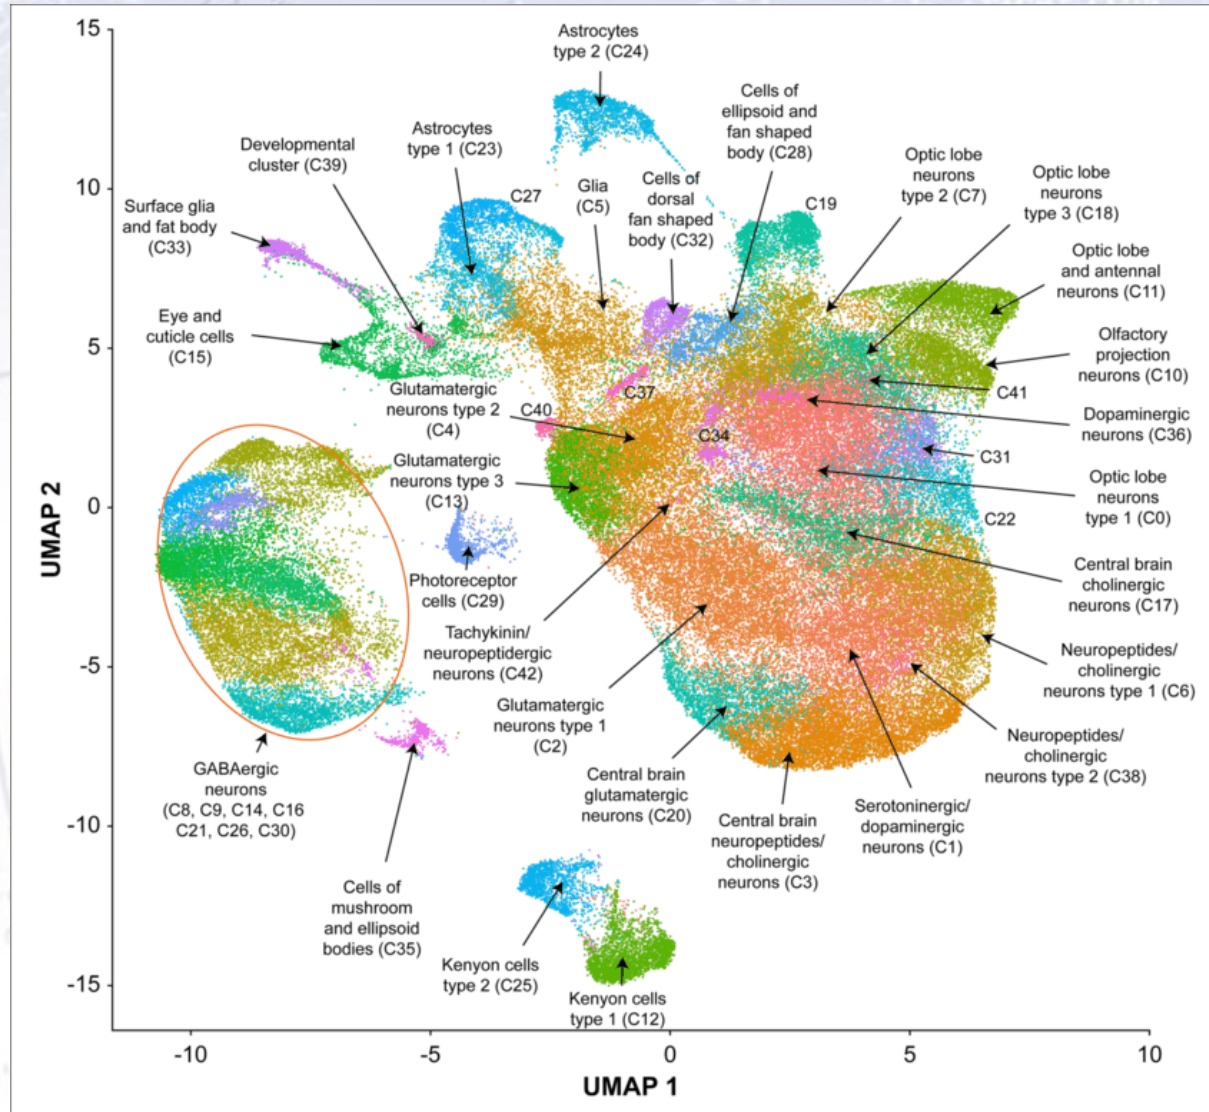 15
10
5
0
-5
-10
-15
UMAP 2
-10
-5
0
5
10
UMAP 1
Astrocytes
type 2 (C24)
Cells of
ellipsoid and
fan shaped
body (C28)
Astrocytes
type 1 (C23)
Developmental
cluster (C39)
Surface glia
and fat body
(C33)
C27
Glia
(C5)
Cells of
dorsal
fan shaped
body (C32)
C19
Optic lobe
neurons
type 2 (C7)
Optic lobe
neurons
type 3 (C18)
Optic lobe
and antennal
neurons (C11)
Eye and
cuticle cells
(C15)
Olfactory
projection
neurons (C10)
Glutamatergic
neurons type 2
(C4)
C37
C40
C34
C41
Dopaminergic
neurons (C36)
C31
Glutamatergic
neurons type 3
(C13)
Optic lobe
neurons
type 1 (C0)
C22
Photoreceptor
cells (C29)
Central brain
cholinergic
neurons (C17)
Tachykinin/
neuropeptidergic
neurons (C42)
Neuropeptides/
cholinergic
neurons type 1 (C6)
Glutamatergic
neurons type 1
(C2)
Neuropeptides/
cholinergic
neurons type 2 (C38)
GABAergic
neurons
(C8, C9, C14, C16
C21, C26, C30)
Central brain
glutamatergic
neurons (C20)
Central brain
neuropeptides/
cholinergic
neurons (C3)
Serotoninergic/
dopaminergic
neurons (C1)
Cells of
mushroom
and ellipsoid
bodies (C35)
Kenyon cells
type 2 (C25)
Kenyon cells
type 1 (C12)